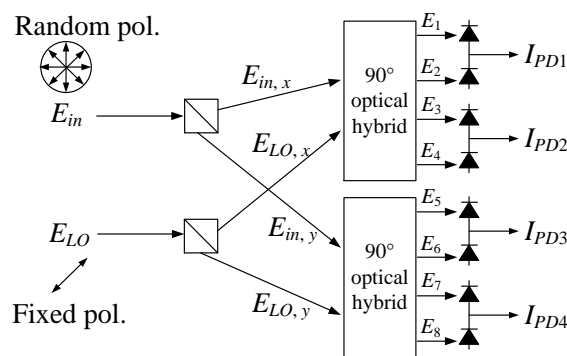 Random pol.
E_in
E_in, x
E_LO, x
E_LO
Fixed pol.
E_in, y
E_LO, y
90°
optical
hybrid
E_1
E_2
E_3
E_4
I_PD1
I_PD2
90°
optical
hybrid
E_5
E_6
E_7
E_8
I_PD3
I_PD4